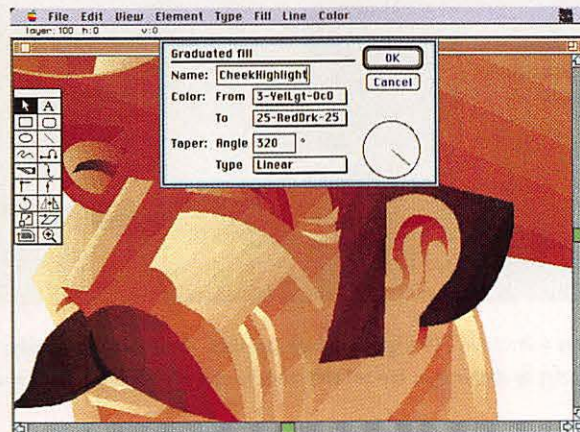 File Edit View Element Type Fill Line Color
layer: 100 h:0 v:0
Graduated fill
Name: CheekHighlight
Color: From 3-YelLgt-0c0
To 25-RedDrk-25
Taper: Angle 320 °
Type Linear
OK
Cancel
A